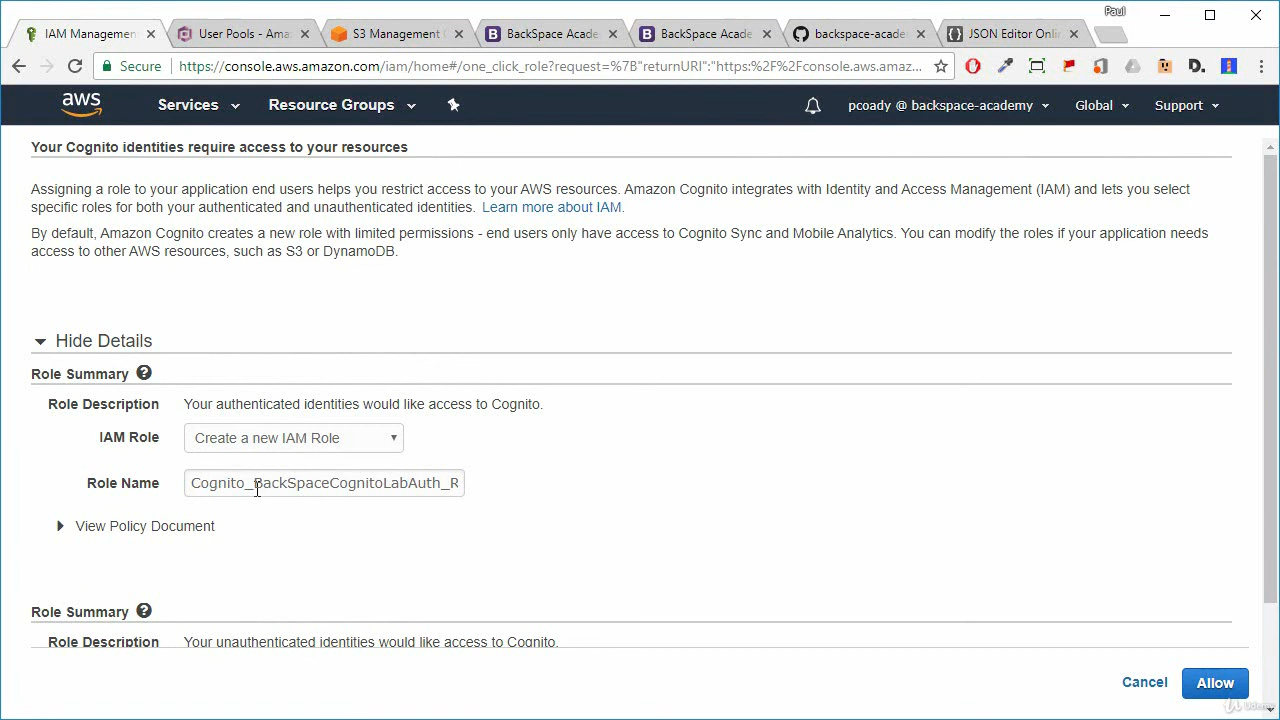 Paul
IAM Managemen
User Pools - Ama
S3 Management
BackSpace Acade
BackSpace Acade
backspace-acade
JSON Editor Onli
Secure
https://console.aws.amazon.com/iam/home#/one_click_role?request=%7B"returnURI":"https:%2F%2Fconsole.aws.amaz...
aws
Services
Resource Groups
pcoady @ backspace-academy
Global
Support
Your Cognito identities require access to your resources
Assigning a role to your application end users helps you restrict access to your AWS resources. Amazon Cognito integrates with Identity and Access Management (IAM) and lets you select
specific roles for both your authenticated and unauthenticated identities. Learn more about IAM.
By default, Amazon Cognito creates a new role with limited permissions - end users only have access to Cognito Sync and Mobile Analytics. You can modify the roles if your application needs
access to other AWS resources, such as S3 or DynamoDB.
Hide Details
Role Summary ?
Role Description Your authenticated identities would like access to Cognito.
IAM Role Create a new IAM Role
Role Name Cognito_BackSpaceCognitoLabAuth_R
View Policy Document
Role Summary ?
Role Description Your unauthenticated identities would like access to Cognito.
Cancel
Allow
Udemy